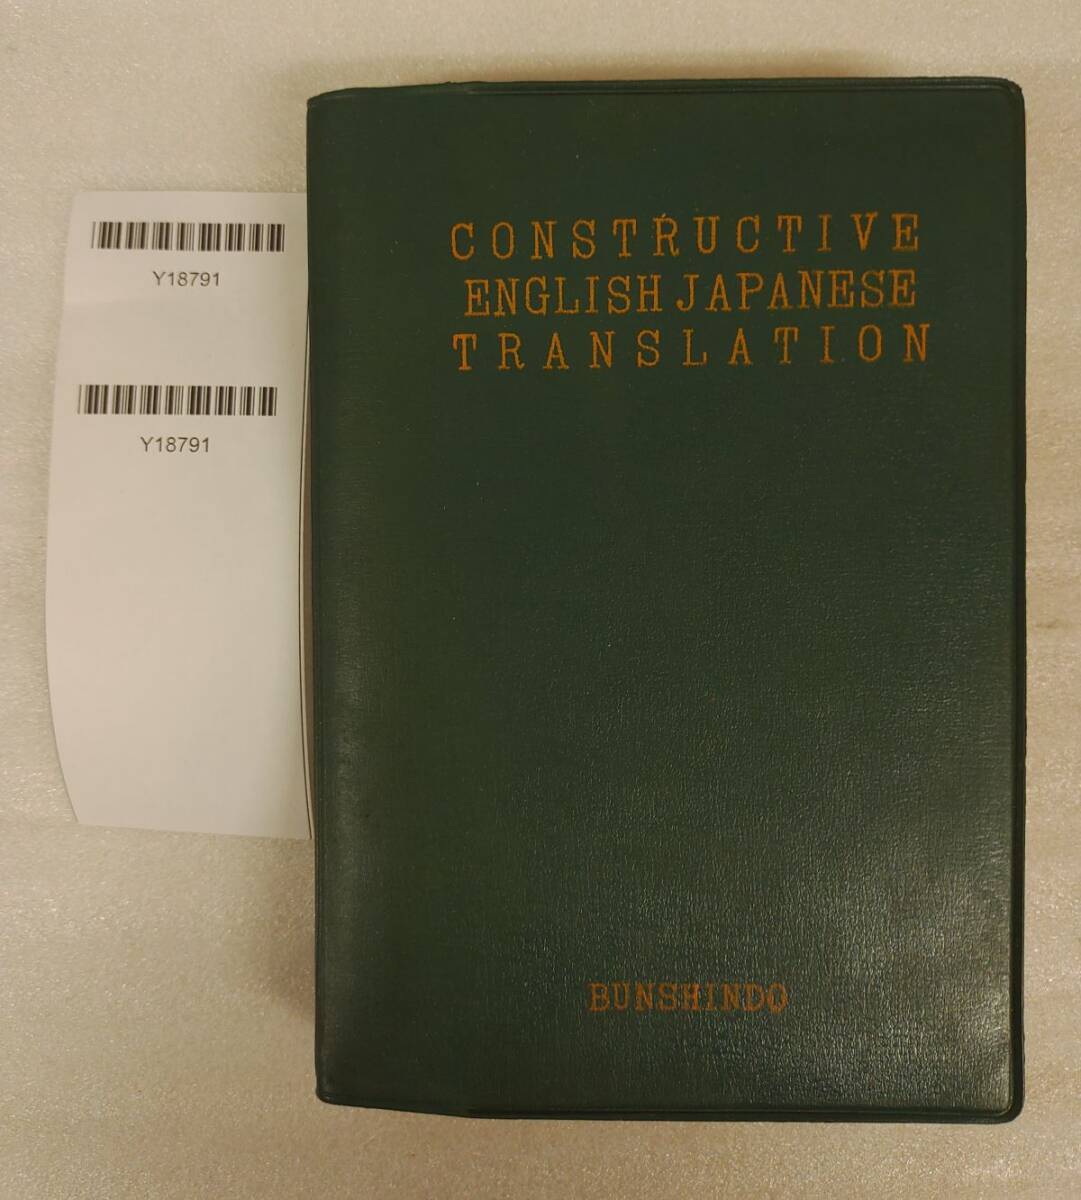 Y18791
Y18791
CONSTRUCTIVE
ENGLISH JAPANESE
TRANSLATION
BUNSHINDO